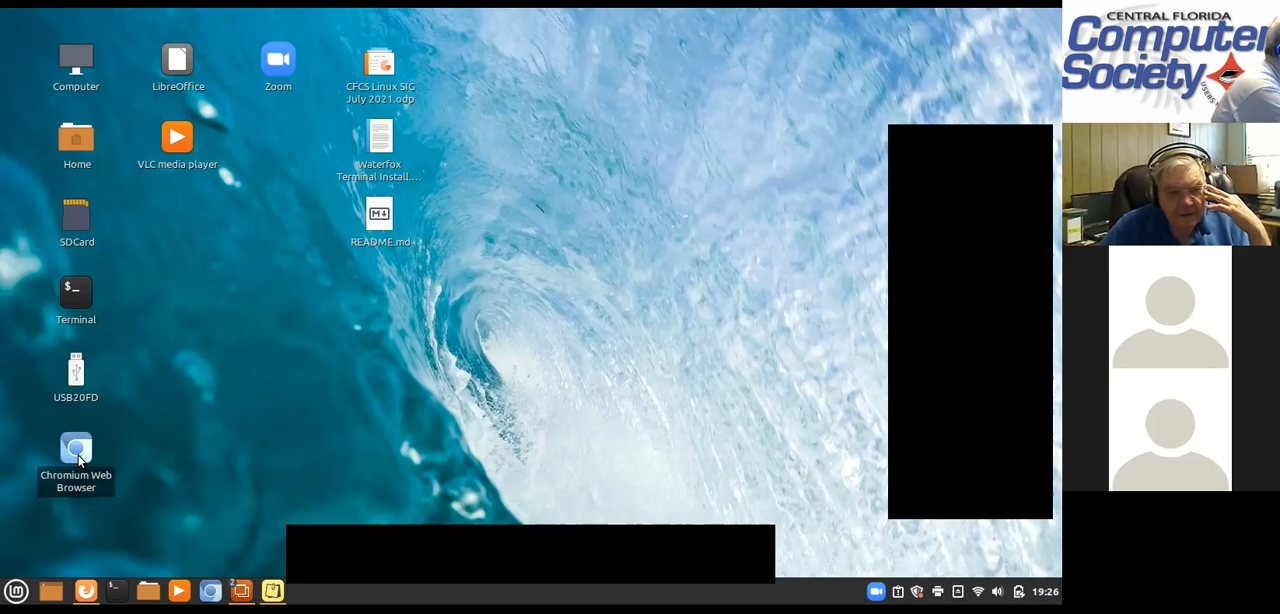 Computer
LibreOffice
Zoom
CFCS Linux SIG
July 2021.odp
Home
VLC media player
Waterfox
Terminal Install....
SDCard
README.md
M
$_
Terminal
USB20FD
Chromium Web
Browser
$_
2
19:26
CENTRAL FLORIDA
Computer
Society